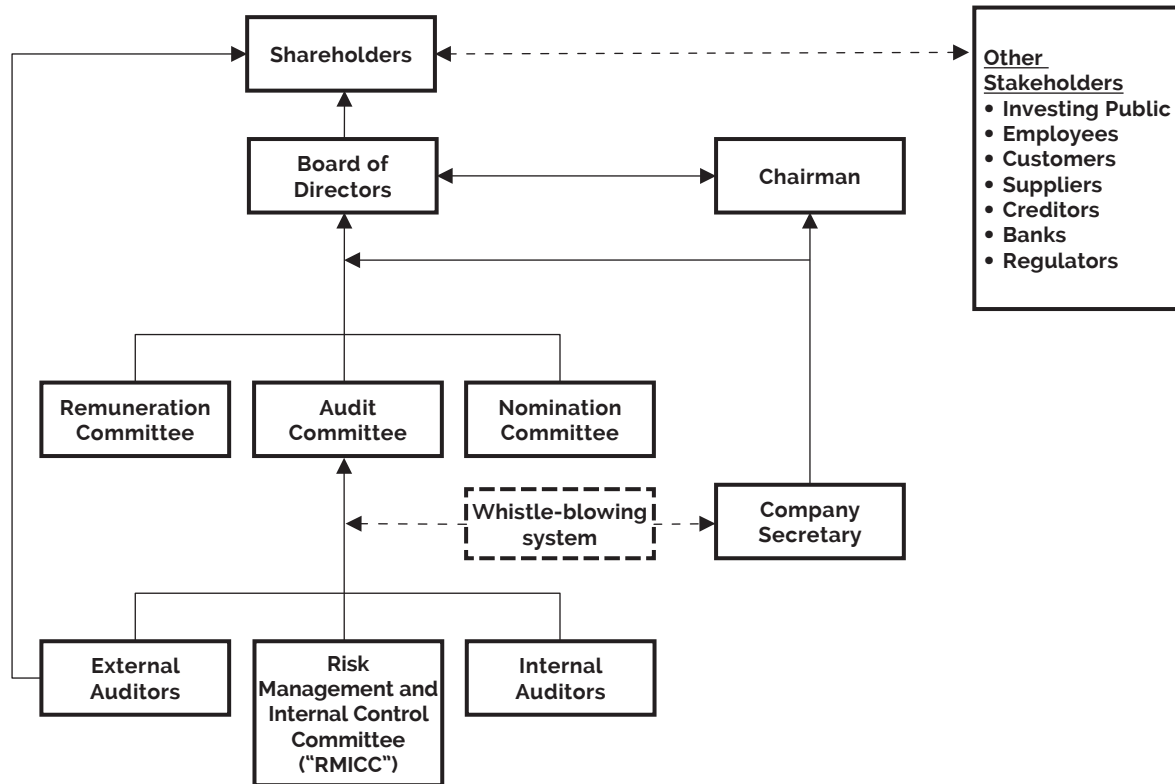 Shareholders
Other
Stakeholders
• Investing Public
• Employees
• Customers
• Suppliers
• Creditors
• Banks
• Regulators
Board of
Directors
Chairman
Remuneration
Committee
Audit
Committee
Nomination
Committee
Whistle-blowing
system
Company
Secretary
External
Auditors
Risk
Management and
Internal Control
Committee
("RMICC")
Internal
Auditors